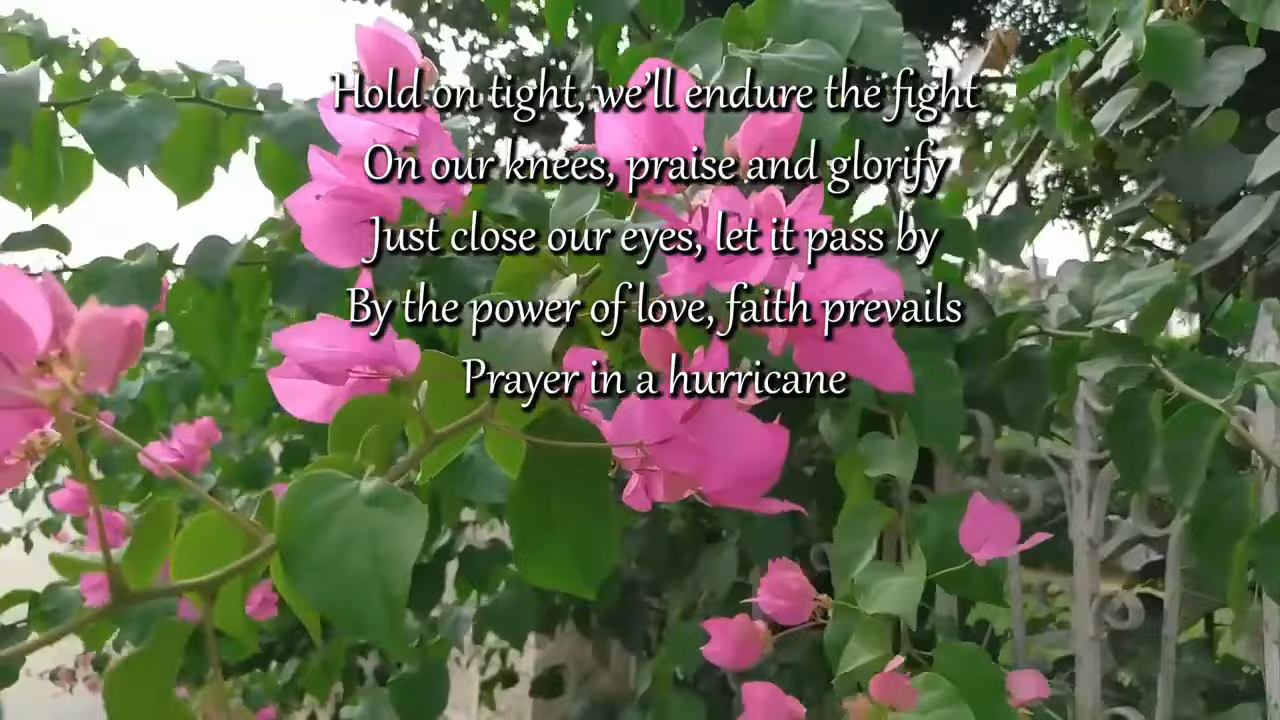 Hold on tight, we'll endure the fight
On our knees, praise and glorify
Just close our eyes, let it pass by
By the power of love, faith prevails
Prayer in a hurricane